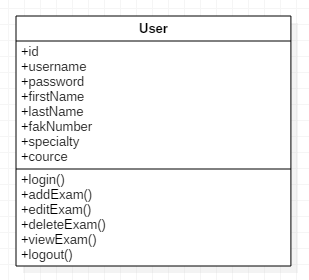 User
+id
+username
+password
+firstName
+lastName
+fakNumber
+specialty
+cource
+login()
+addExam()
+editExam()
+deleteExam()
+viewExam()
+logout()